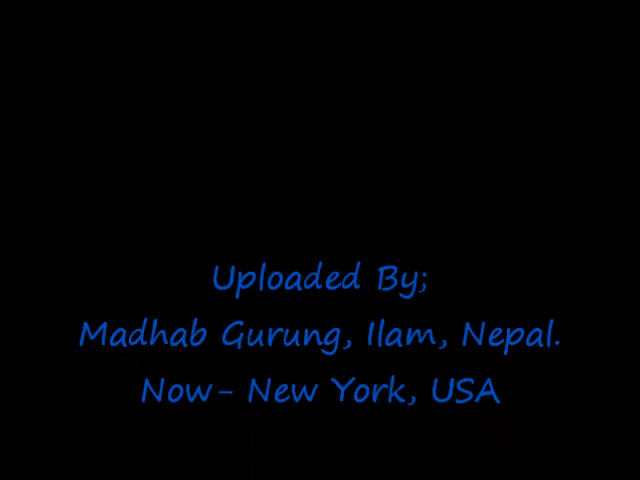 Uploaded By;
Madhab Gurung, Ilam, Nepal.
Now- New York, USA